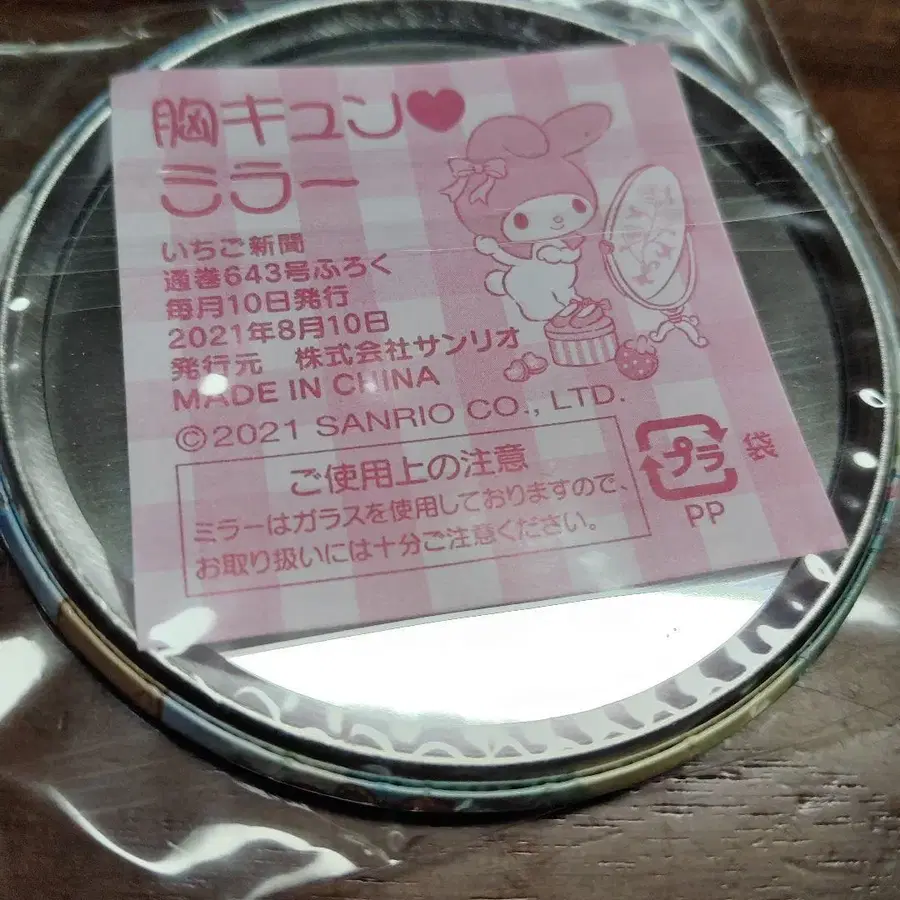 胸キュン♥
ミラー
いちご新聞
通巻643号ふろく
毎月10日発行
2021年8月10日
発行元 株式会社サンリオ
MADE IN CHINA
©2021 SANRIO CO., LTD.
ご使用上の注意
ミラーはガラスを使用しておりますので、
お取り扱いには十分ご注意ください。
プラ 袋
PP